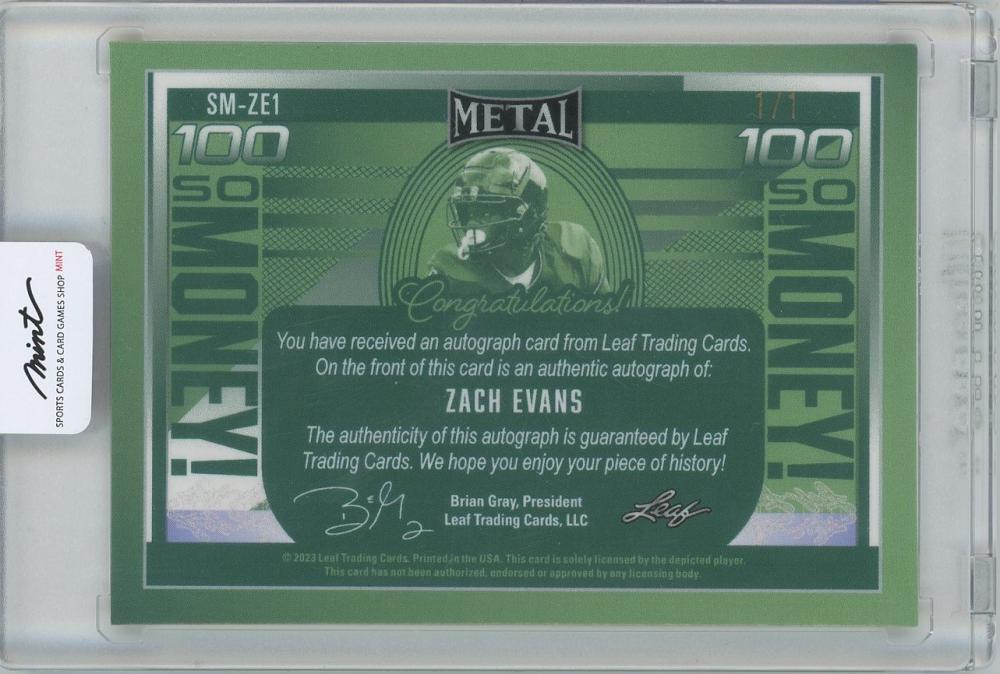 SM-ZE1
METAL
1/1
100
100
SO MONEY!
SO MONEY!
Congratulations!
You have received an autograph card from Leaf Trading Cards.
On the front of this card is an authentic autograph of:
ZACH EVANS
The authenticity of this autograph is guaranteed by Leaf
Trading Cards. We hope you enjoy your piece of history!
Brian Gray, President
Leaf Trading Cards, LLC
Leaf
© 2023 Leaf Trading Cards. Printed in the USA. This card is solely licensed by the depicted player.
This card has not been authorized, endorsed or approved by any licensing body.
mint
SPORTS CARDS & CARD GAMES SHOP MINT